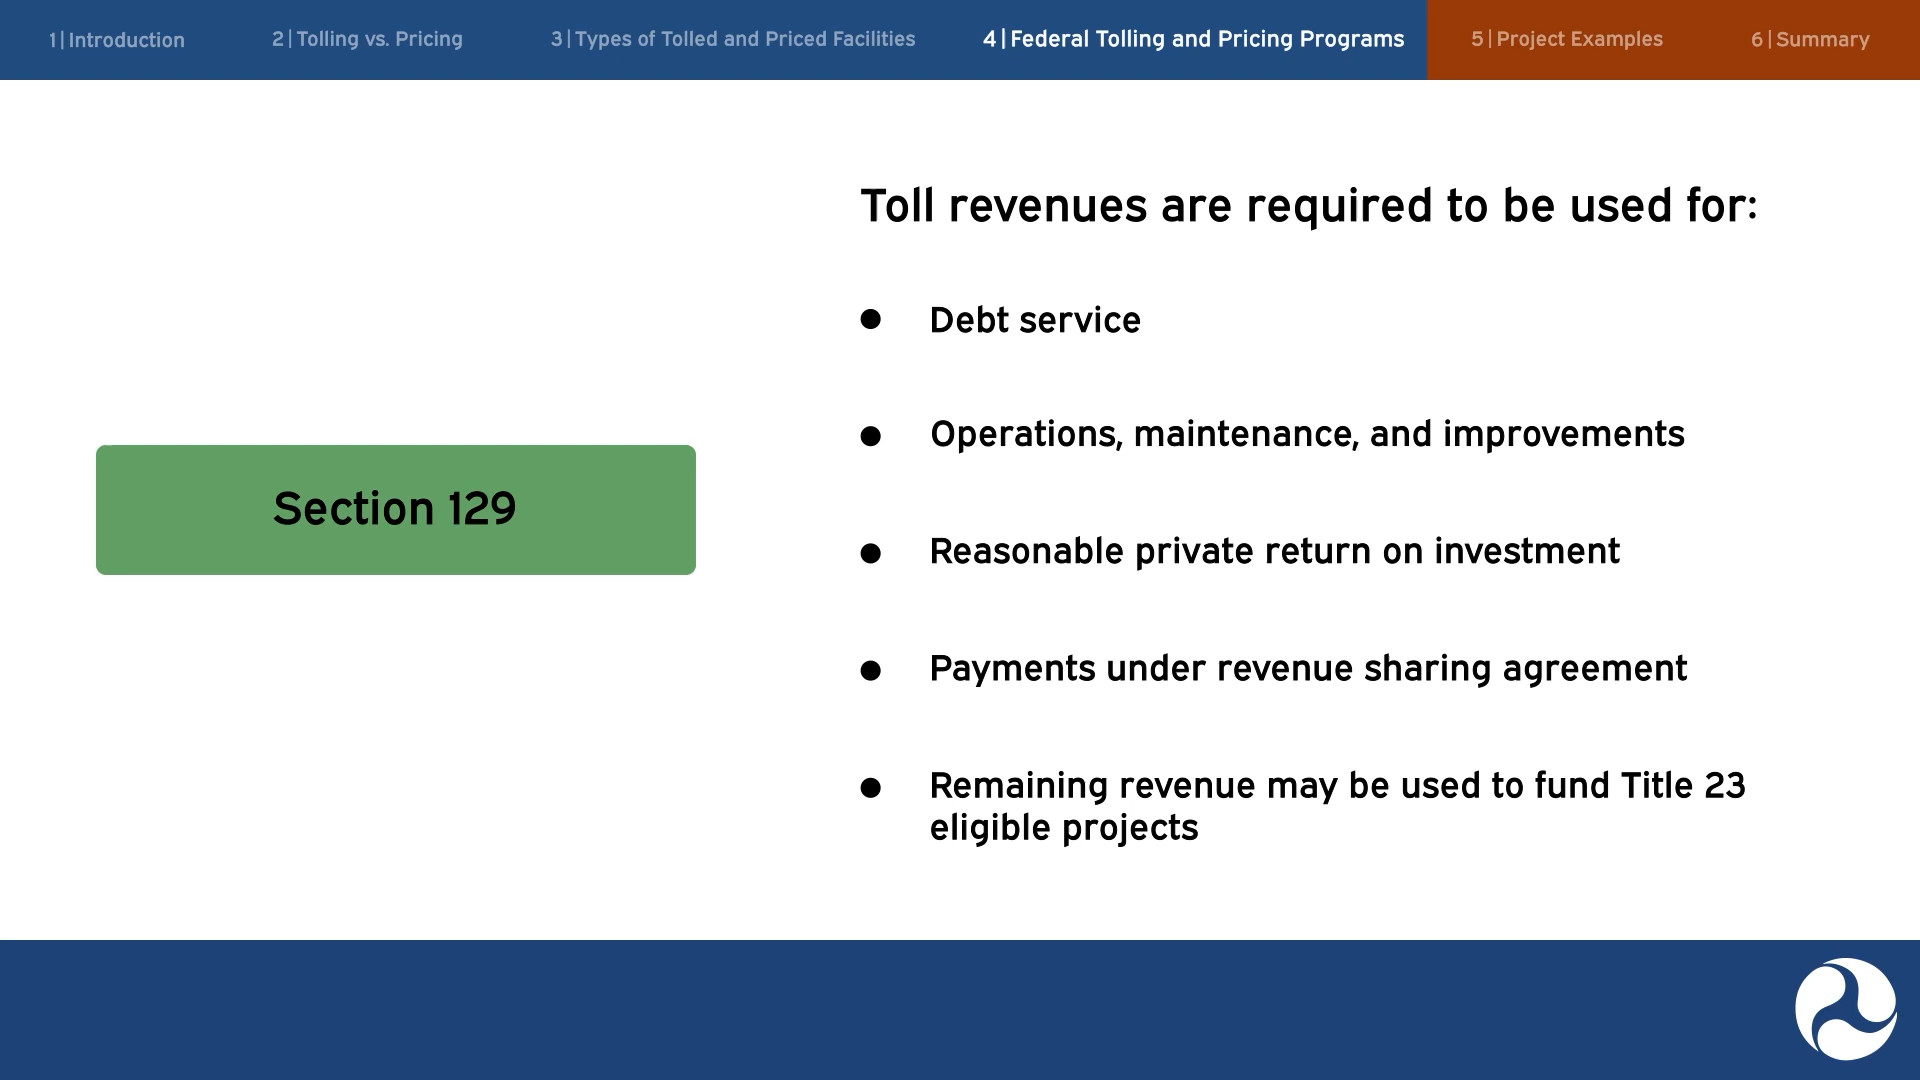 1|Introduction
2|Tolling vs. Pricing
3|Types of Tolled and Priced Facilities
4|Federal Tolling and Pricing Programs
5|Project Examples
6|Summary
Section 129
Toll revenues are required to be used for:
● Debt service
● Operations, maintenance, and improvements
● Reasonable private return on investment
● Payments under revenue sharing agreement
● Remaining revenue may be used to fund Title 23
eligible projects